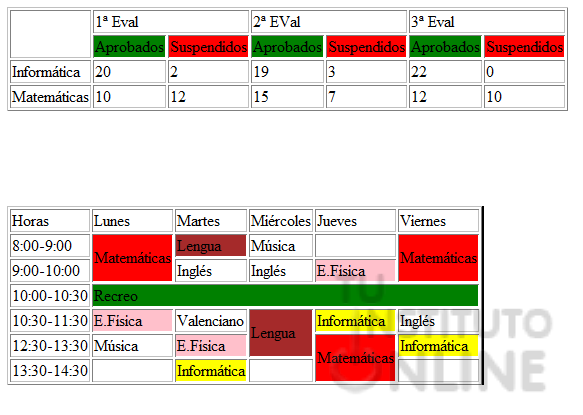 1ª Eval 2ª EVal 3ª Eval
Aprobados Suspendidos Aprobados Suspendidos Aprobados Suspendidos
Informática 20 2 19 3 22 0
Matemáticas 10 12 15 7 12 10
Horas Lunes Martes Miércoles Jueves Viernes
8:00-9:00 Matemáticas Lengua Música Matemáticas
9:00-10:00 Inglés Inglés E.Fisica
10:00-10:30 Recreo
10:30-11:30 E.Fisica Valenciano Lengua Informática Inglés
12:30-13:30 Música E.Fisica Matemáticas Informática
13:30-14:30 Informática
TU
INSTITUTO
ONLINE